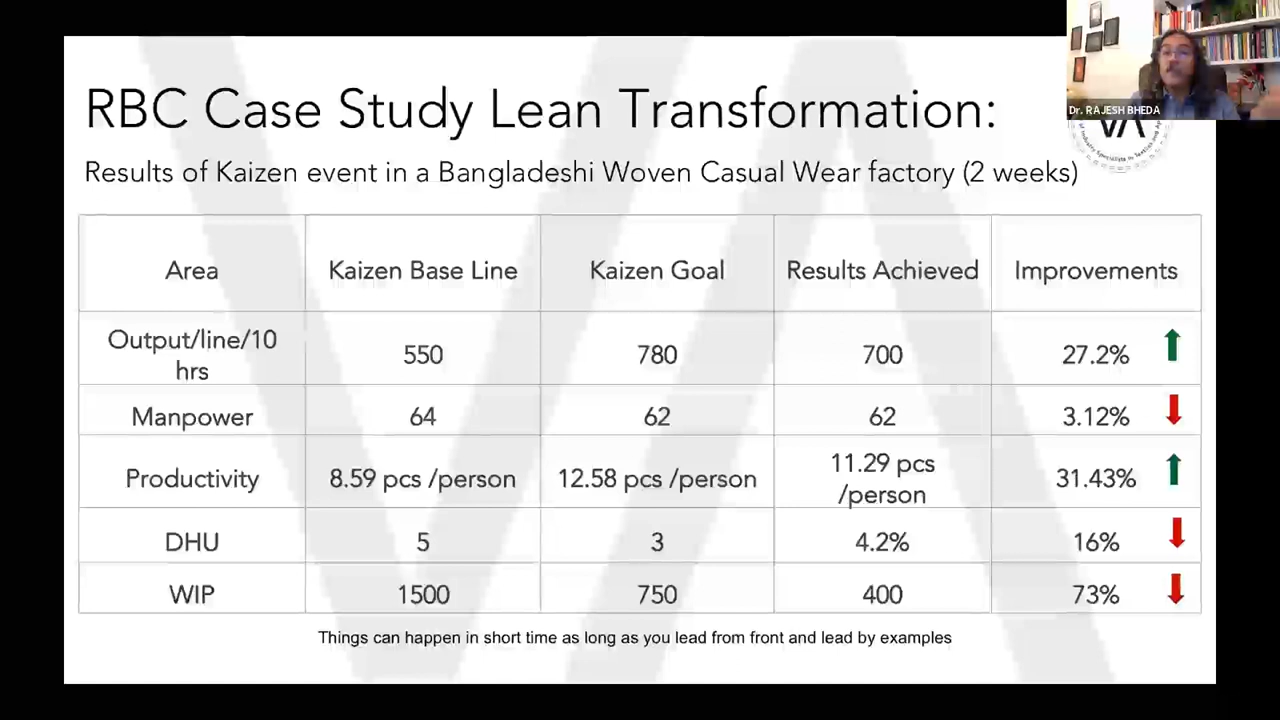 RBC Case Study Lean Transformation:
Dr. RAJESH BHEDA
Results of Kaizen event in a Bangladeshi Woven Casual Wear factory (2 weeks)
Area Kaizen Base Line Kaizen Goal Results Achieved Improvements
Output/line/10
hrs 550 780 700 27.2%
Manpower 64 62 62 3.12%
Productivity 8.59 pcs /person 12.58 pcs /person 11.29 pcs
/person 31.43%
DHU 5 3 4.2% 16%
WIP 1500 750 400 73%
Things can happen in short time as long as you lead from front and lead by examples